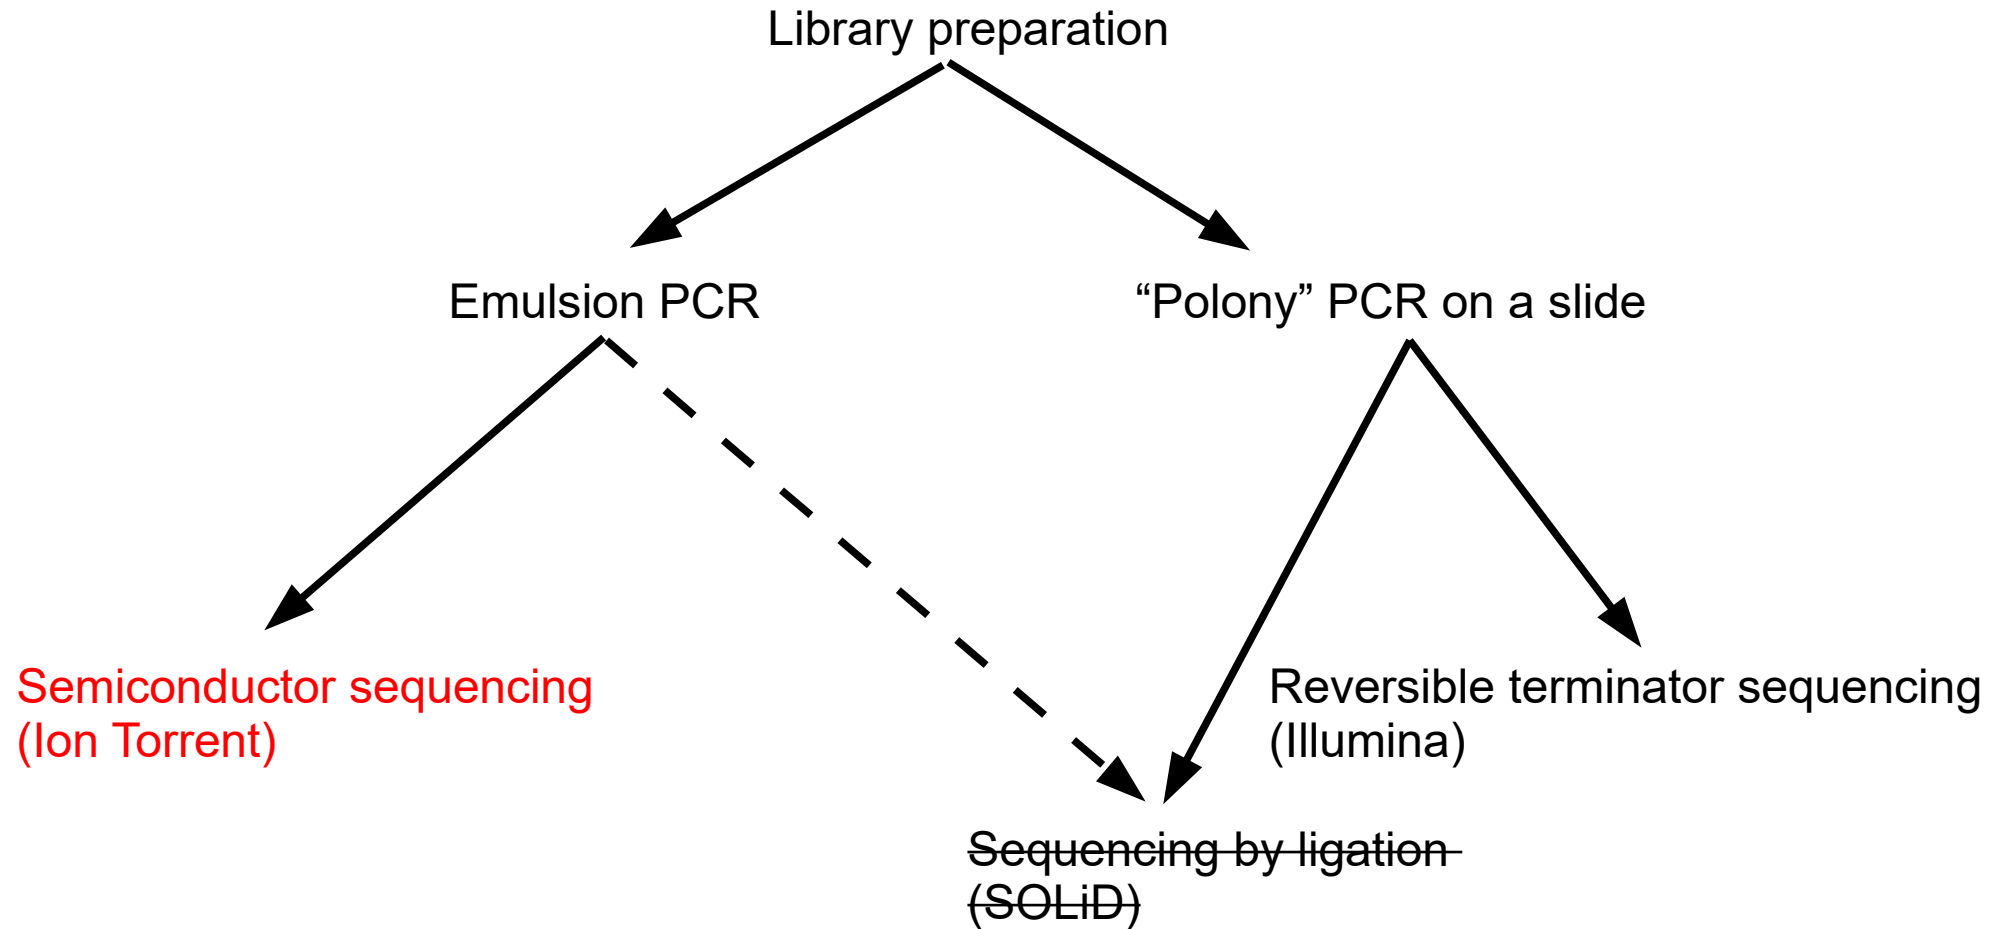 Library preparation
Emulsion PCR
“Polony” PCR on a slide
Semiconductor sequencing
(Ion Torrent)
Reversible terminator sequencing
(Illumina)
Sequencing by ligation
(SOLiD)